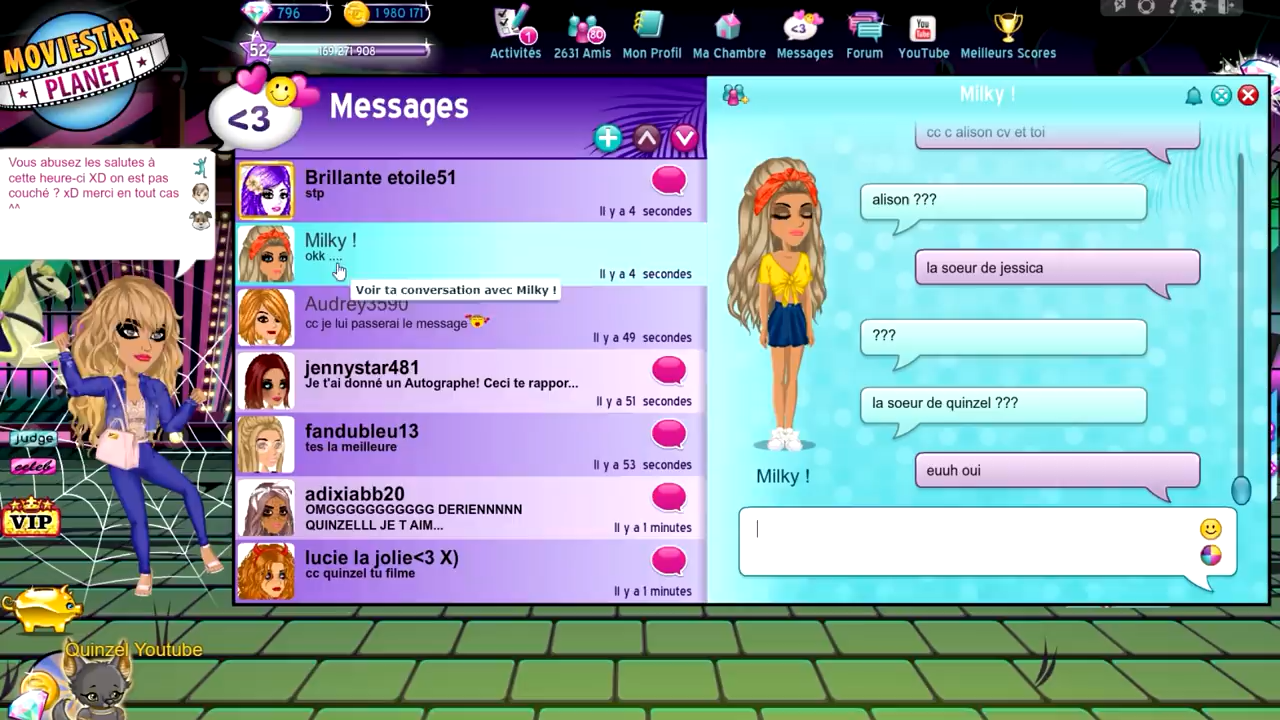 MOVIESTAR
PLANET
796
1 980 171
52
169 271 908
1
80
Activités
2631 Amis
Mon Profil
Ma Chambre
<3
Messages
Forum
You
Tube
YouTube
Meilleurs Scores
Vous abusez les salutes à
cette heure-ci XD on est pas
couché ? xD merci en tout cas
^^
judge
celeb
VIP
Quinzel Youtube
<3
Messages
Brillante etoile51
stp
Il y a 4 secondes
Milky !
okk ....
Il y a 4 secondes
Voir ta conversation avec Milky !
Audrey3590
cc je lui passerai le message
Il y a 49 secondes
jennystar481
Je t'ai donné un Autographe! Ceci te rappor...
Il y a 51 secondes
fandubleu13
tes la meilleure
Il y a 53 secondes
adixiabb20
OMGGGGGGGGGGG DERIENNNNN
QUINZELLL JE T AIM...
Il y a 1 minutes
lucie la jolie<3 X)
cc quinzel tu filme
Il y a 1 minutes
Milky !
cc c alison cv et toi
alison ???
la soeur de jessica
???
la soeur de quinzel ???
euuh oui
Milky !